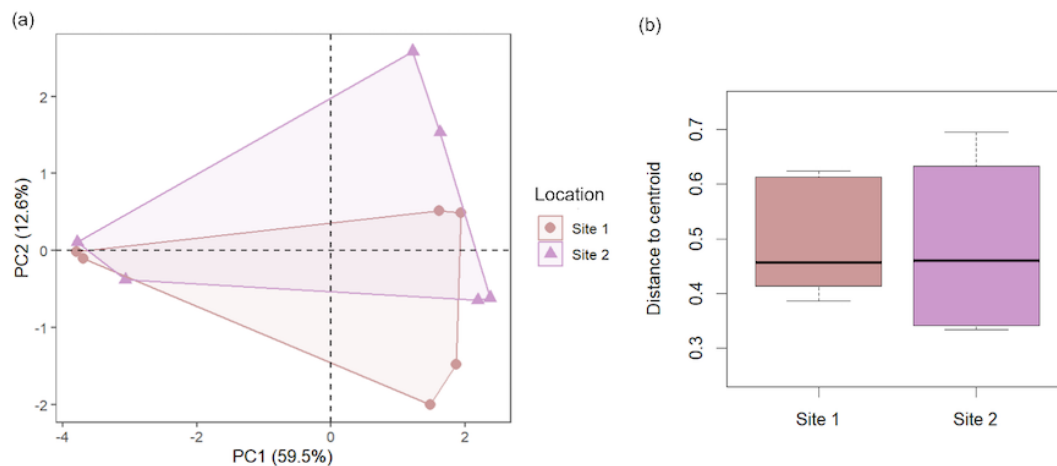 (a)
PC2 (12.6%)
2
1
0
-1
-2
-4
-2
0
2
PC1 (59.5%)
Location
Site 1
Site 2
(b)
Distance to centroid
0.7
0.6
0.5
0.4
0.3
Site 1
Site 2